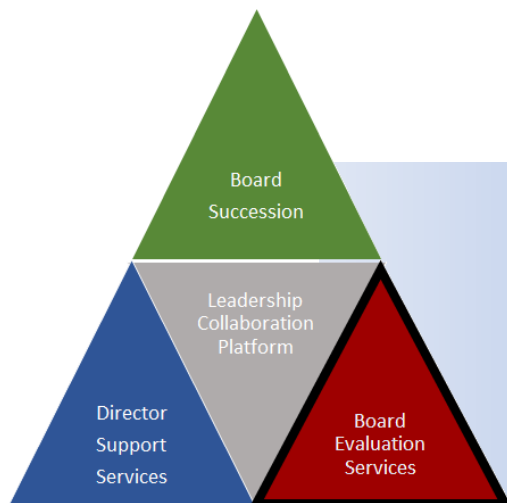 Board
Succession
Leadership
Collaboration
Platform
Director
Support
Services
Board
Evaluation
Services